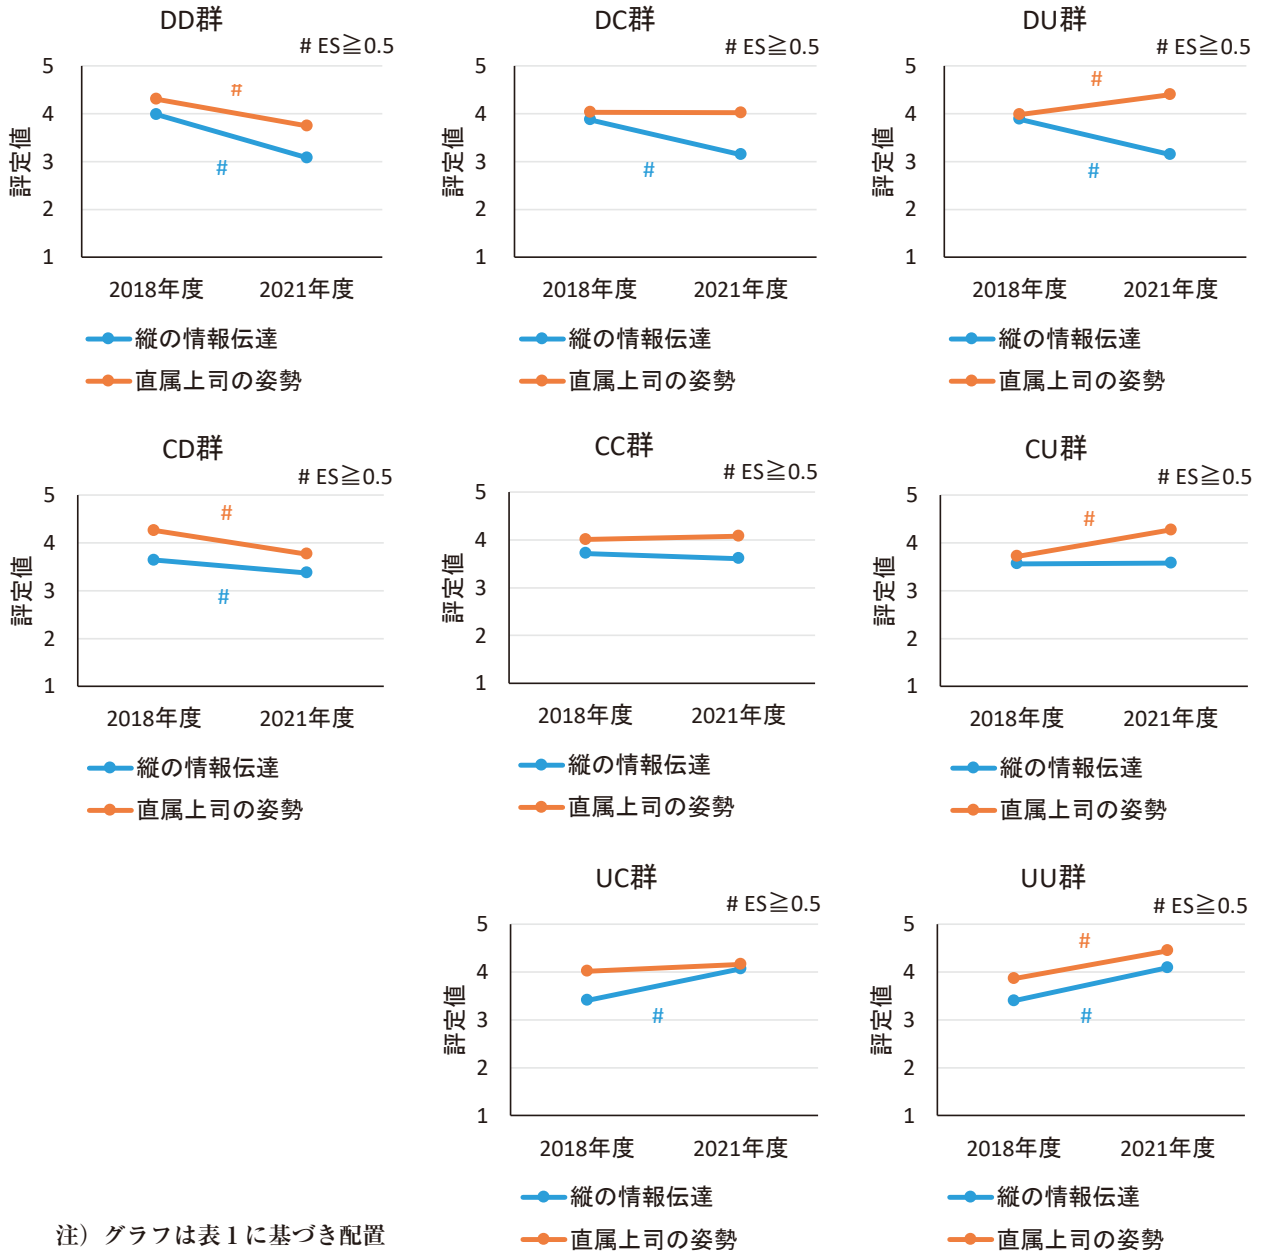 DD群
# ES≧0.5
5
4
3
2
1
評定値
#
#
2018年度 2021年度
縦の情報伝達
直属上司の姿勢
DC群
# ES≧0.5
5
4
3
2
1
評定値
#
2018年度 2021年度
縦の情報伝達
直属上司の姿勢
DU群
# ES≧0.5
5
4
3
2
1
評定値
#
#
2018年度 2021年度
縦の情報伝達
直属上司の姿勢
CD群
# ES≧0.5
5
4
3
2
1
評定値
#
#
2018年度 2021年度
縦の情報伝達
直属上司の姿勢
CC群
# ES≧0.5
5
4
3
2
1
評定値
2018年度 2021年度
縦の情報伝達
直属上司の姿勢
CU群
# ES≧0.5
5
4
3
2
1
評定値
#
2018年度 2021年度
縦の情報伝達
直属上司の姿勢
UC群
# ES≧0.5
5
4
3
2
1
評定値
#
2018年度 2021年度
縦の情報伝達
直属上司の姿勢
UU群
# ES≧0.5
5
4
3
2
1
評定値
#
#
2018年度 2021年度
縦の情報伝達
直属上司の姿勢
注）グラフは表１に基づき配置